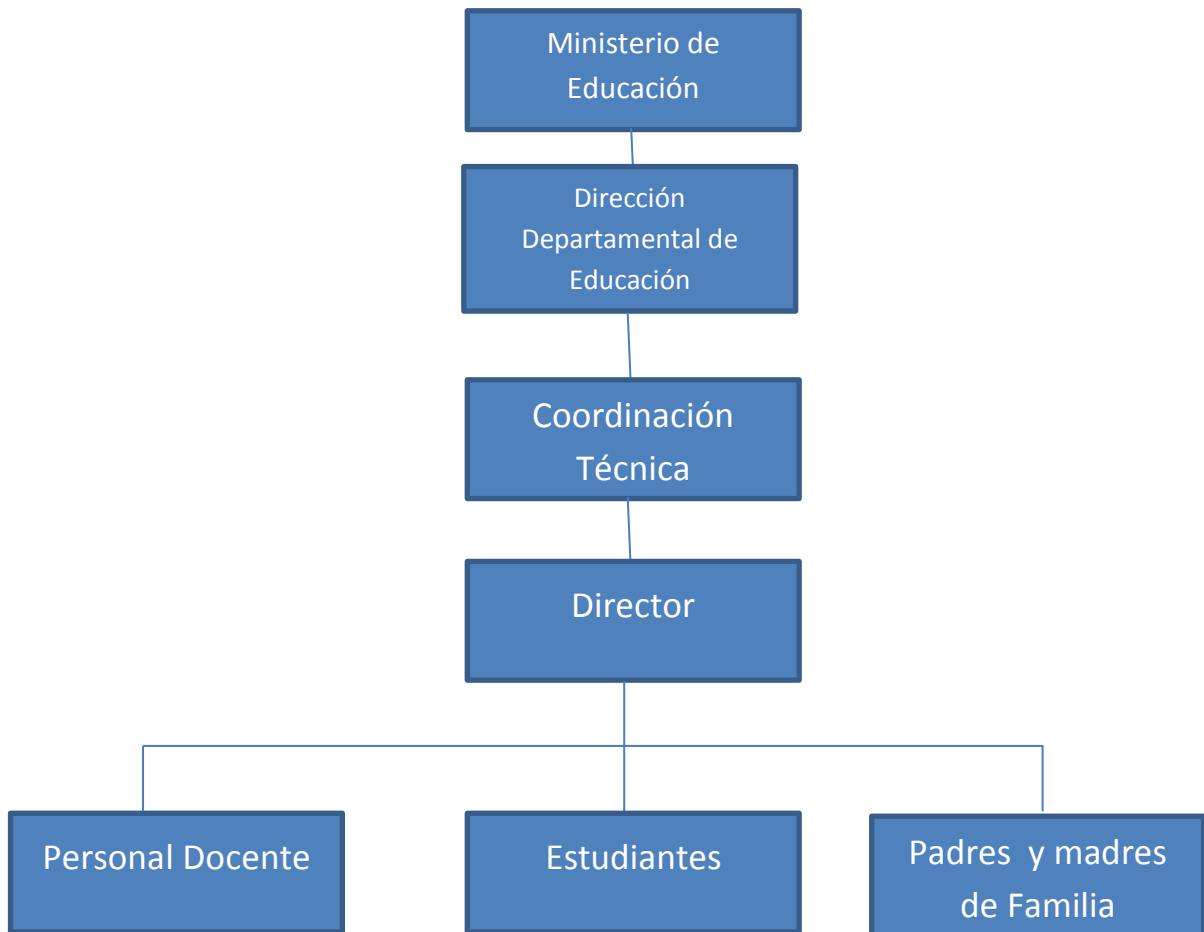 Ministerio de
Educación
Dirección
Departamental de
Educación
Coordinación
Técnica
Director
Personal Docente
Estudiantes
Padres  y madres
de Familia